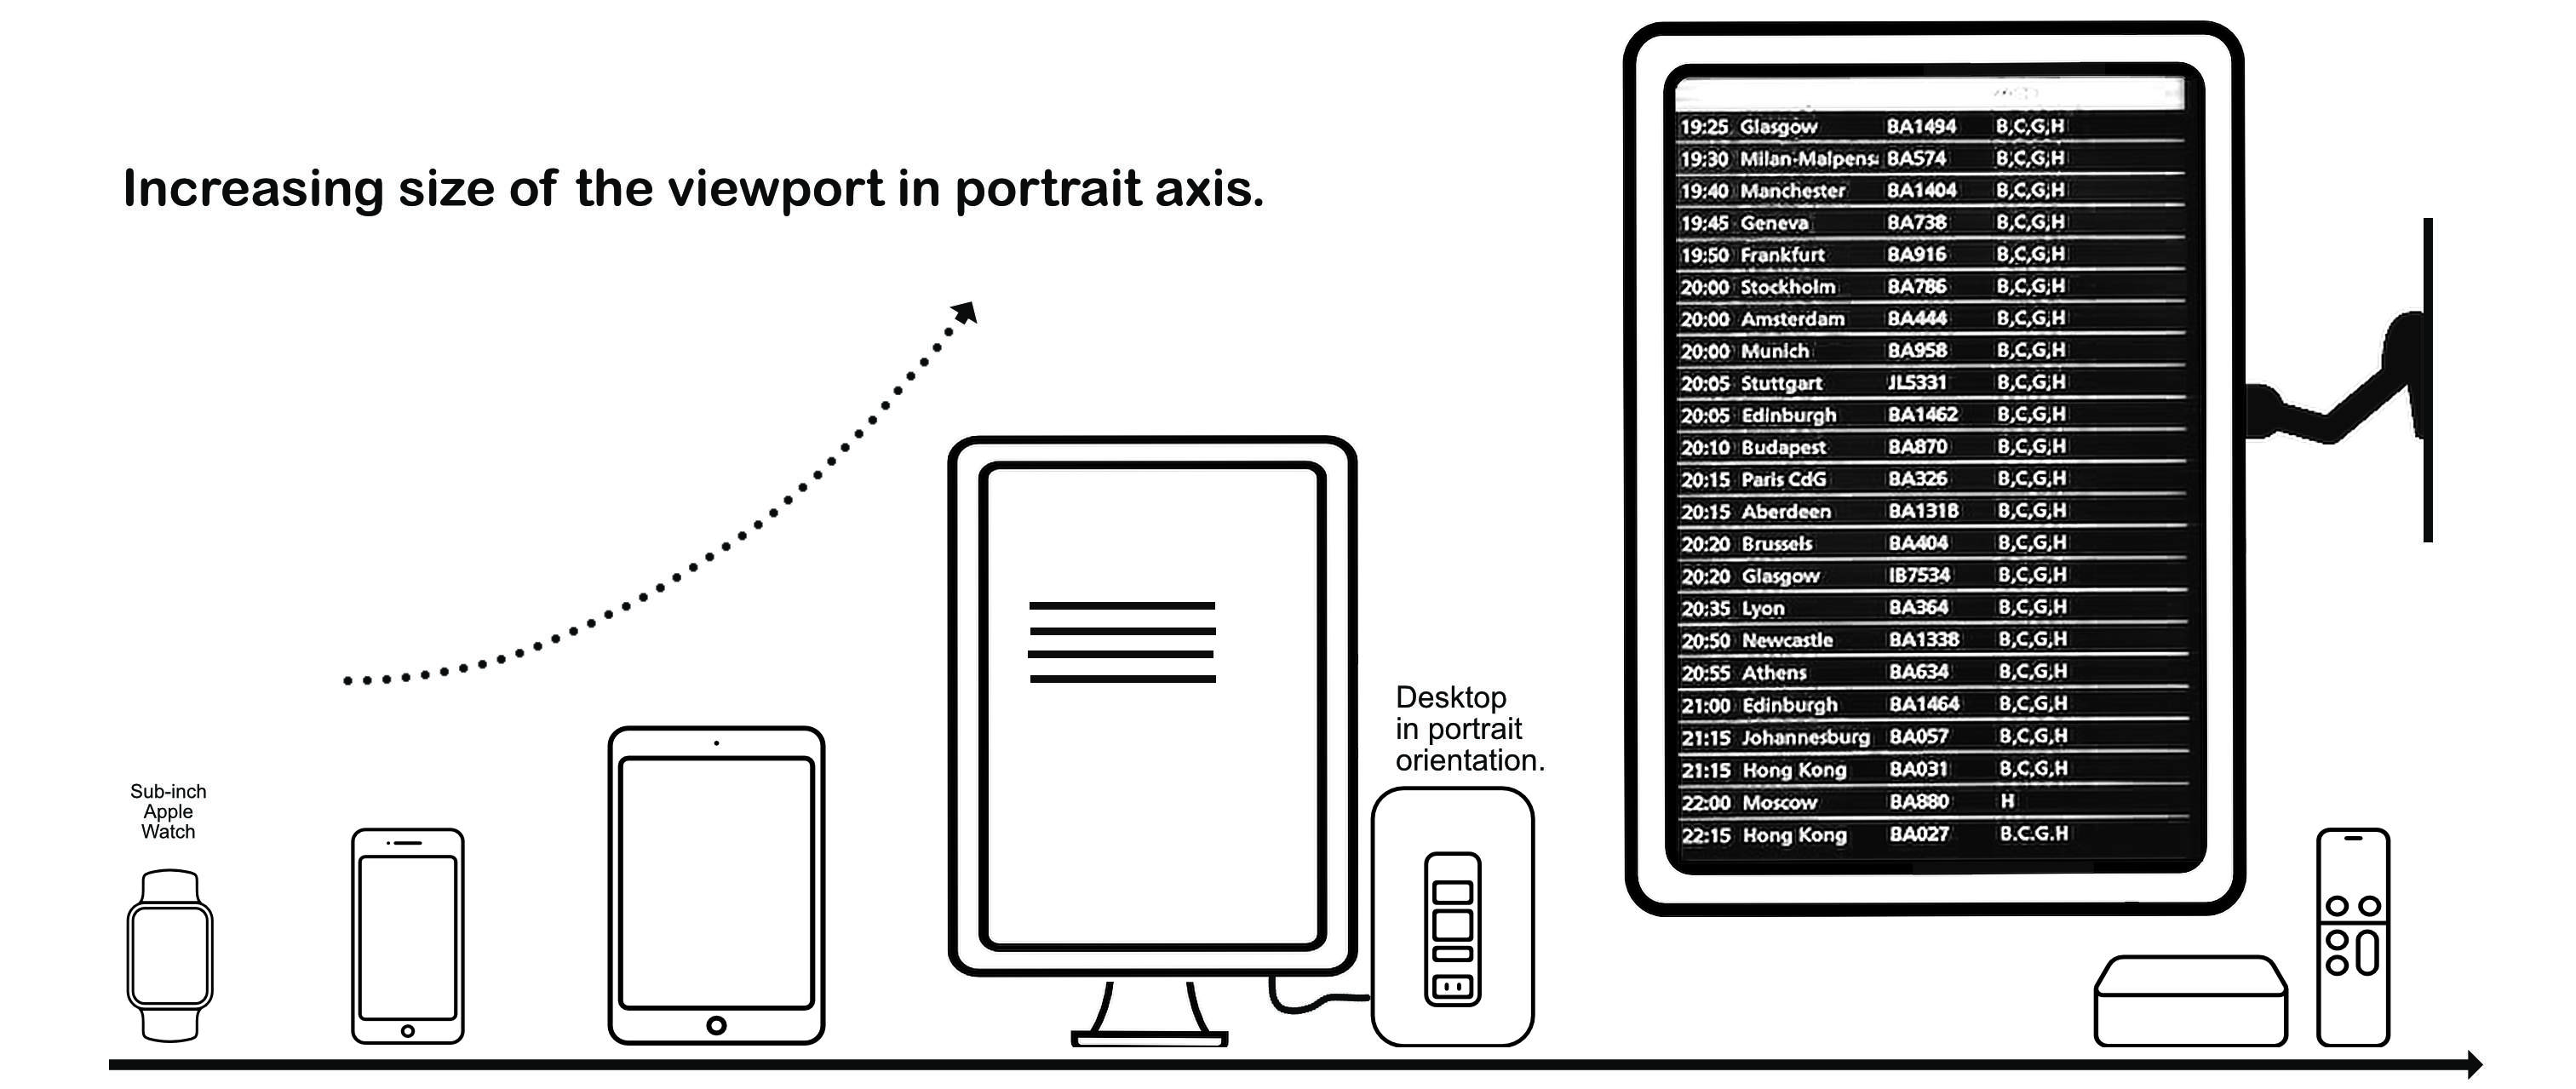 Increasing size of the viewport in portrait axis.
Sub-inch
Apple
Watch
Desktop
in portrait
orientation.
19:25 Glasgow BA1494 B,C,G,H
19:30 Milan-Malpens BA574 B,C,G,H
19:40 Manchester BA1404 B,C,G,H
19:45 Geneva BA738 B,C,G,H
19:50 Frankfurt BA916 B,C,G,H
20:00 Stockholm BA786 B,C,G,H
20:00 Amsterdam BA444 B,C,G,H
20:00 Munich BA958 B,C,G,H
20:05 Stuttgart JL5331 B,C,G,H
20:05 Edinburgh BA1462 B,C,G,H
20:10 Budapest BA870 B,C,G,H
20:15 Paris CdG BA326 B,C,G,H
20:15 Aberdeen BA1318 B,C,G,H
20:20 Brussels BA404 B,C,G,H
20:20 Glasgow IB7534 B,C,G,H
20:35 Lyon BA364 B,C,G,H
20:50 Newcastle BA1338 B,C,G,H
20:55 Athens BA634 B,C,G,H
21:00 Edinburgh BA1464 B,C,G,H
21:15 Johannesburg BA057 B,C,G,H
21:15 Hong Kong BA031 B,C,G,H
22:00 Moscow BA880 H
22:15 Hong Kong BA027 B.C.G.H